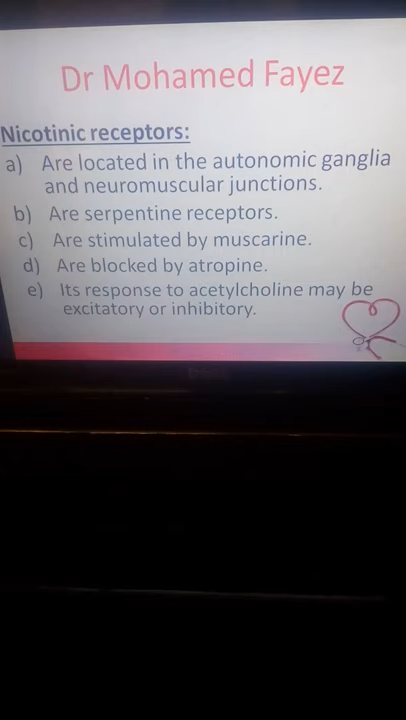 Dr Mohamed Fayez
Nicotinic receptors:
a) Are located in the autonomic ganglia
and neuromuscular junctions.
b) Are serpentine receptors.
c) Are stimulated by muscarine.
d) Are blocked by atropine.
e) Its response to acetylcholine may be
excitatory or inhibitory.